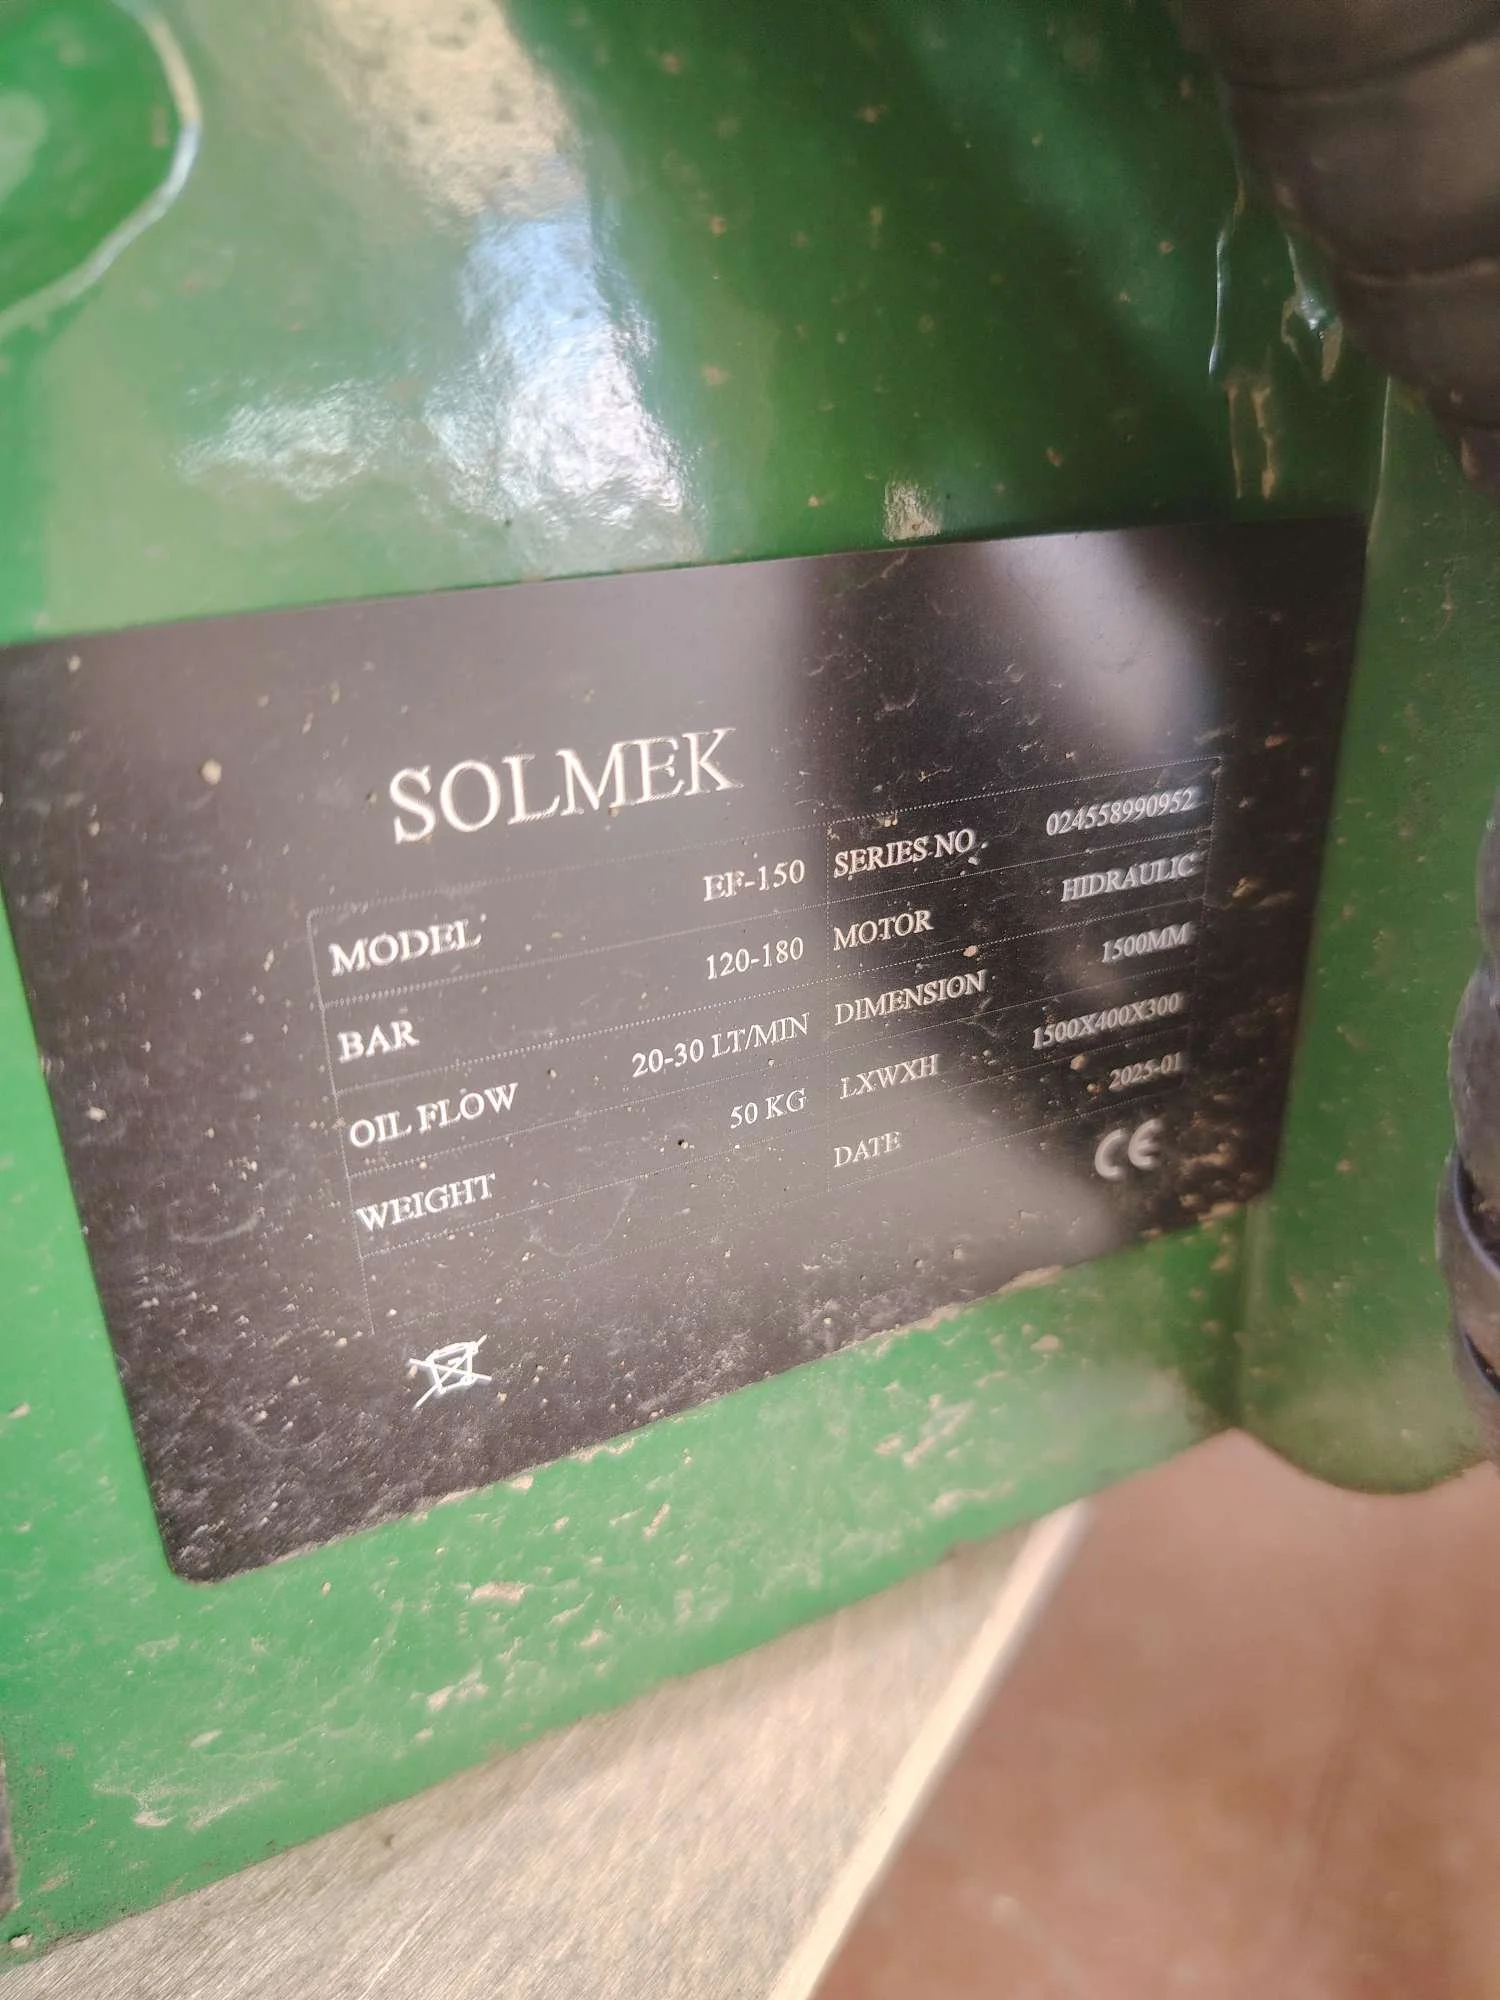 SOLMEK
MODEL EF-150 SERIES NO 024558990952
BAR 120-180 MOTOR HIDRAULIC
OIL FLOW 20-30 LT/MIN DIMENSION 1500MM
WEIGHT 50 KG LXWXH 1500X400X300
DATE 2025-01
CE